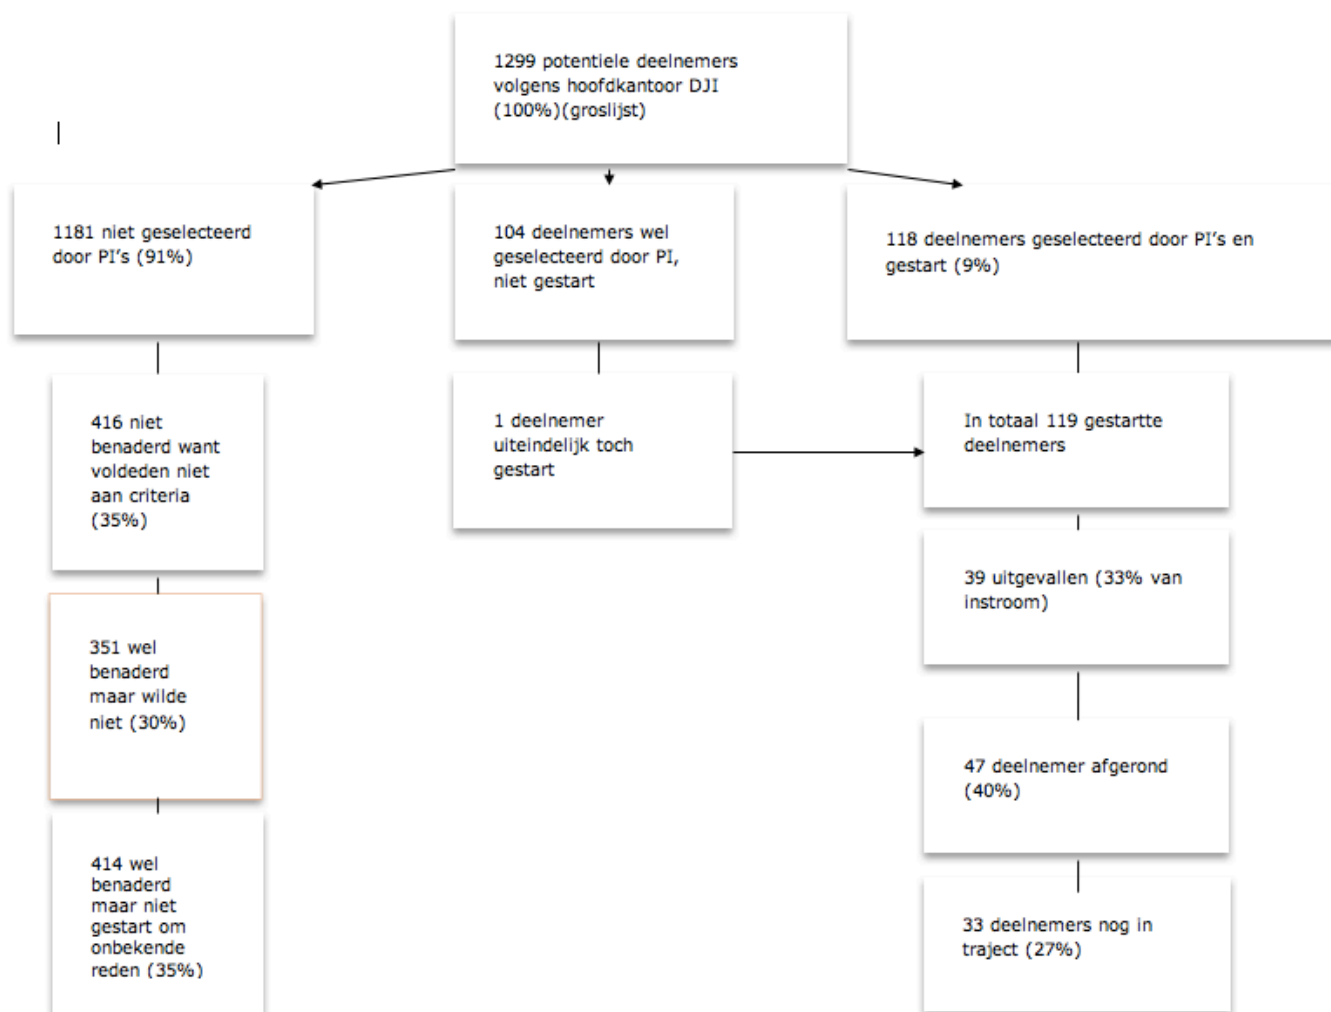 1299 potentiele deelnemers
volgens hoofdkantoor DJI
(100%)(groslijst)
1181 niet geselecteerd
door PI's (91%)
104 deelnemers wel
geselecteerd door PI,
niet gestart
118 deelnemers geselecteerd door PI's en
gestart (9%)
416 niet
benaderd want
voldeden niet
aan criteria
(35%)
1 deelnemer
uiteindelijk toch
gestart
In totaal 119 gestartte
deelnemers
39 uitgevallen (33% van
instroom)
351 wel
benaderd
maar wilde
niet (30%)
47 deelnemer afgerond
(40%)
414 wel
benaderd
maar niet
gestart om
onbekende
reden (35%)
33 deelnemers nog in
traject (27%)